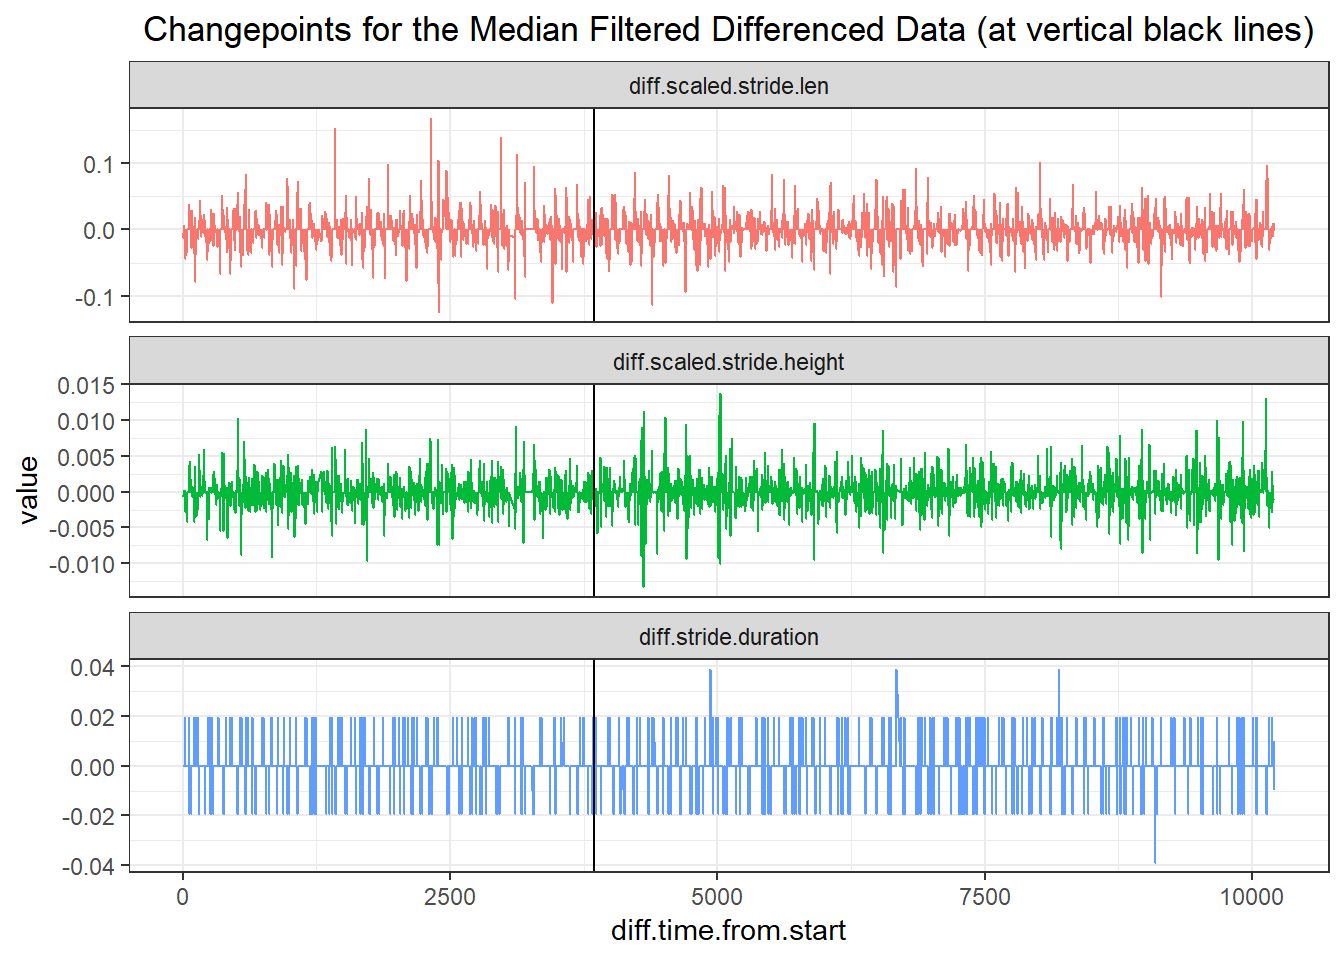 Changepoints for the Median Filtered Differenced Data (at vertical black lines)
diff.scaled.stride.len
0.1
0.0
-0.1
diff.scaled.stride.height
0.015
0.010
0.005
0.000
-0.005
-0.010
value
diff.stride.duration
0.04
0.02
0.00
-0.02
-0.04
0 2500 5000 7500 10000
diff.time.from.start